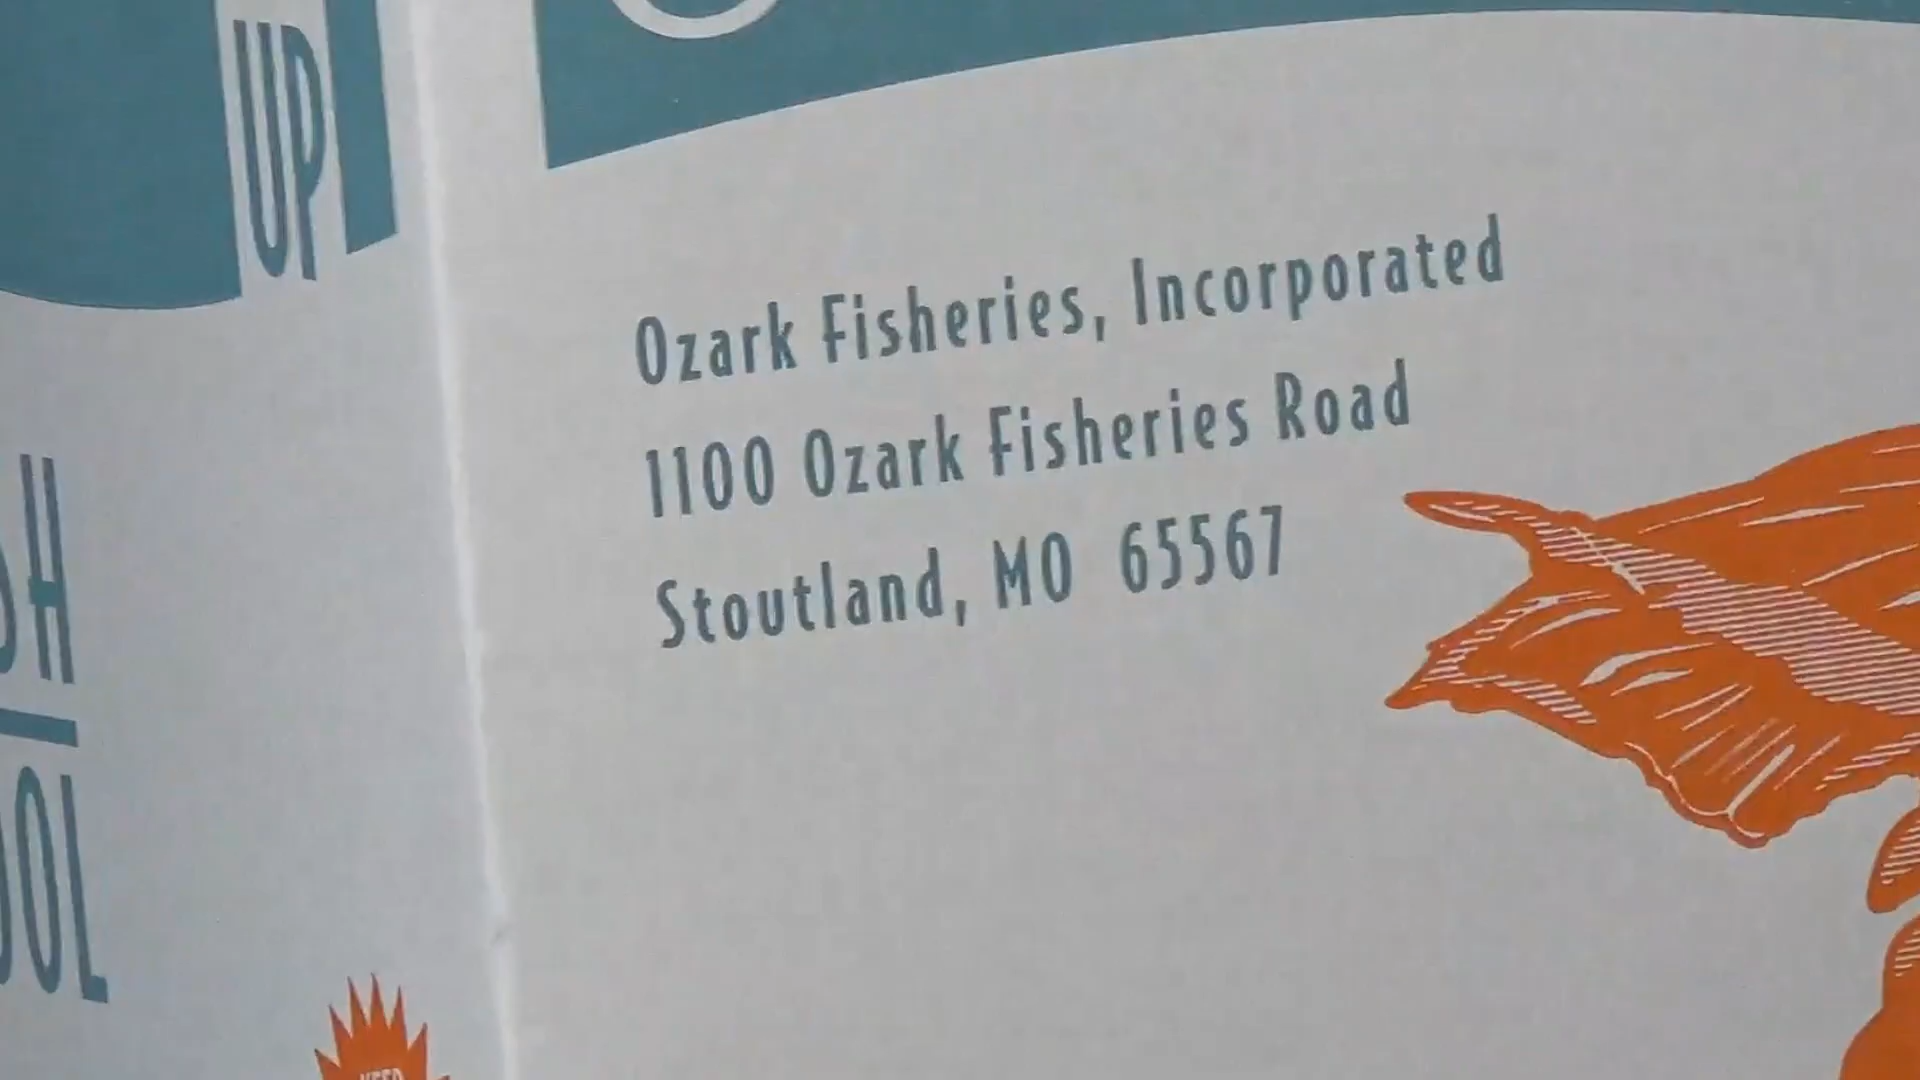 UP
Ozark Fisheries, Incorporated
1100 Ozark Fisheries Road
Stoutland, MO 65567